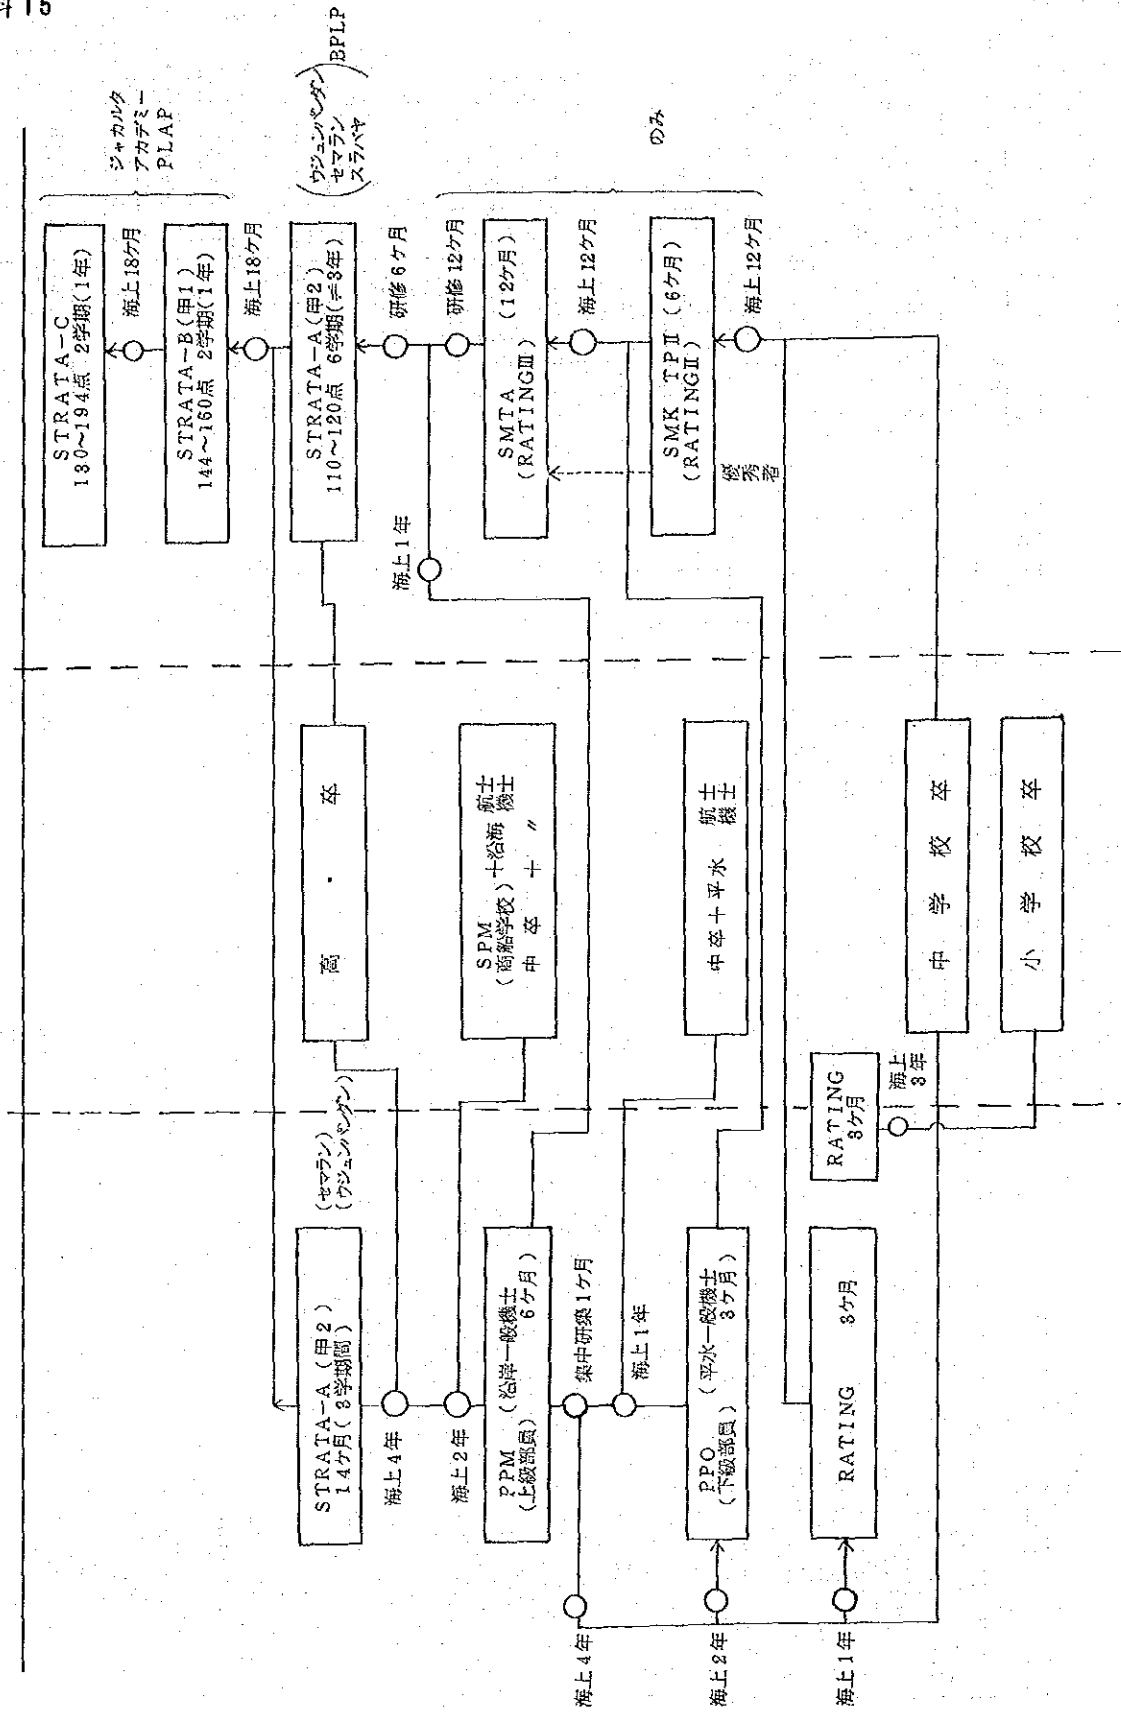 料15
STRATA-A (甲2)
14ケ月(3学期間)
(セマラン)
(ウジュンパンダン)
海上4年
海上2年
PPM (沿岸一般機士
(上級部員) 6ケ月)
集中研築1ケ月
海上1年
PPO (平水一般機士
(下級部員) 3ケ月)
RATING 3ケ月
海上4年
海上2年
海上1年
RATING
3ケ月
海上
3年
高・卒
SPM
(商船学校)十沿海 航士
機士
中卒 十 〃
中卒十平水 航士
機士
中学校卒
小学校卒
STRATA-C
180~194点 2学期(1年)
海上18ケ月
STRATA-B(甲1)
144~160点 2学期(1年)
海上18ケ月
STRATA-A(甲2)
110~120点 6学期(≠3年)
研修6ケ月
海上1年
研修12ケ月
SMTA (12ケ月)
(RATINGⅢ)
海上12ケ月
SMK TPⅡ (6ケ月)
(RATINGⅡ)
優秀者
海上12ケ月
ジャカルタ
アカデミー
PLAP
(ウジュンパンダン
セマラン
スラバヤ)BPLP
のみ